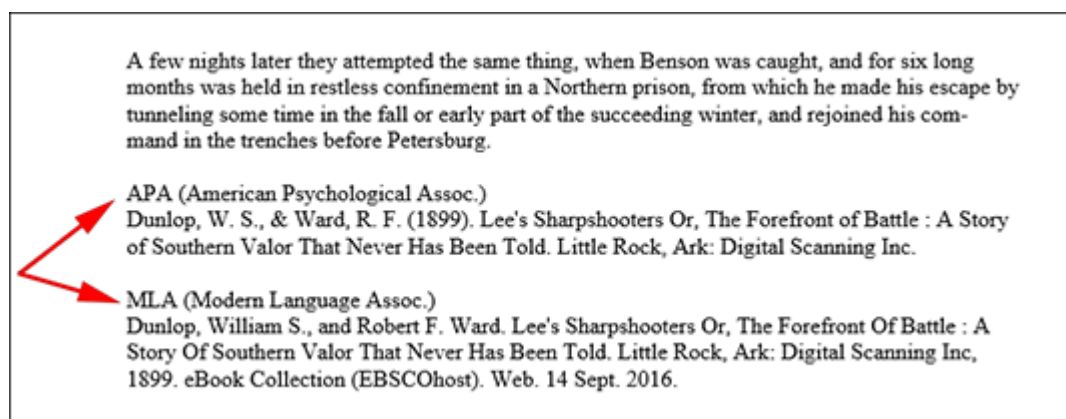 A few nights later they attempted the same thing, when Benson was caught, and for six long
months was held in restless confinement in a Northern prison, from which he made his escape by
tunneling some time in the fall or early part of the succeeding winter, and rejoined his com-
mand in the trenches before Petersburg.
APA (American Psychological Assoc.)
Dunlop, W. S., & Ward, R. F. (1899). Lee's Sharpshooters Or, The Forefront of Battle : A Story
of Southern Valor That Never Has Been Told. Little Rock, Ark: Digital Scanning Inc.
MLA (Modern Language Assoc.)
Dunlop, William S., and Robert F. Ward. Lee's Sharpshooters Or, The Forefront Of Battle : A
Story Of Southern Valor That Never Has Been Told. Little Rock, Ark: Digital Scanning Inc,
1899. eBook Collection (EBSCOhost). Web. 14 Sept. 2016.